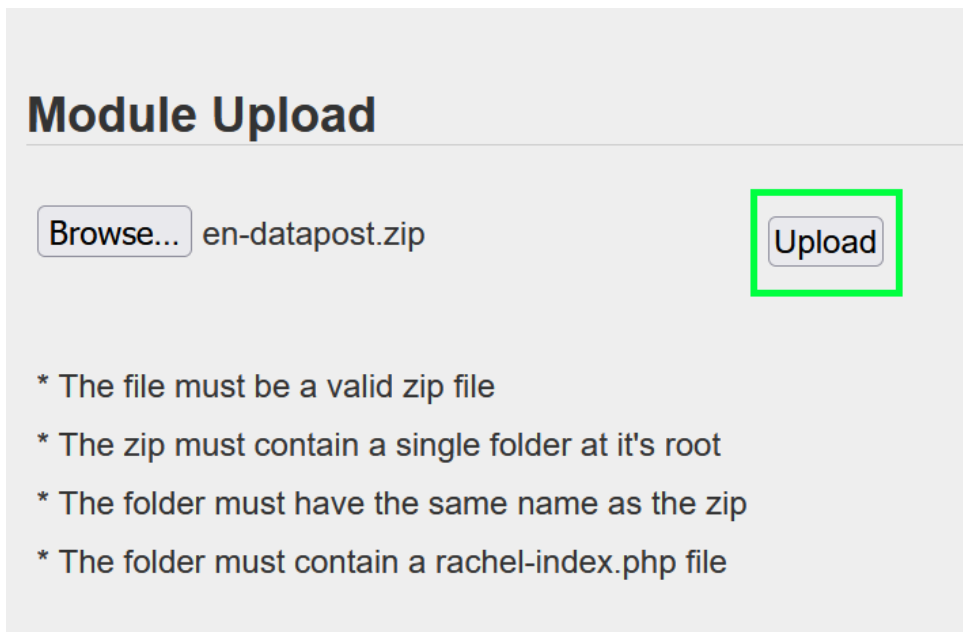 Module Upload
Browse... en-datapost.zip Upload
* The file must be a valid zip file
* The zip must contain a single folder at it's root
* The folder must have the same name as the zip
* The folder must contain a rachel-index.php file